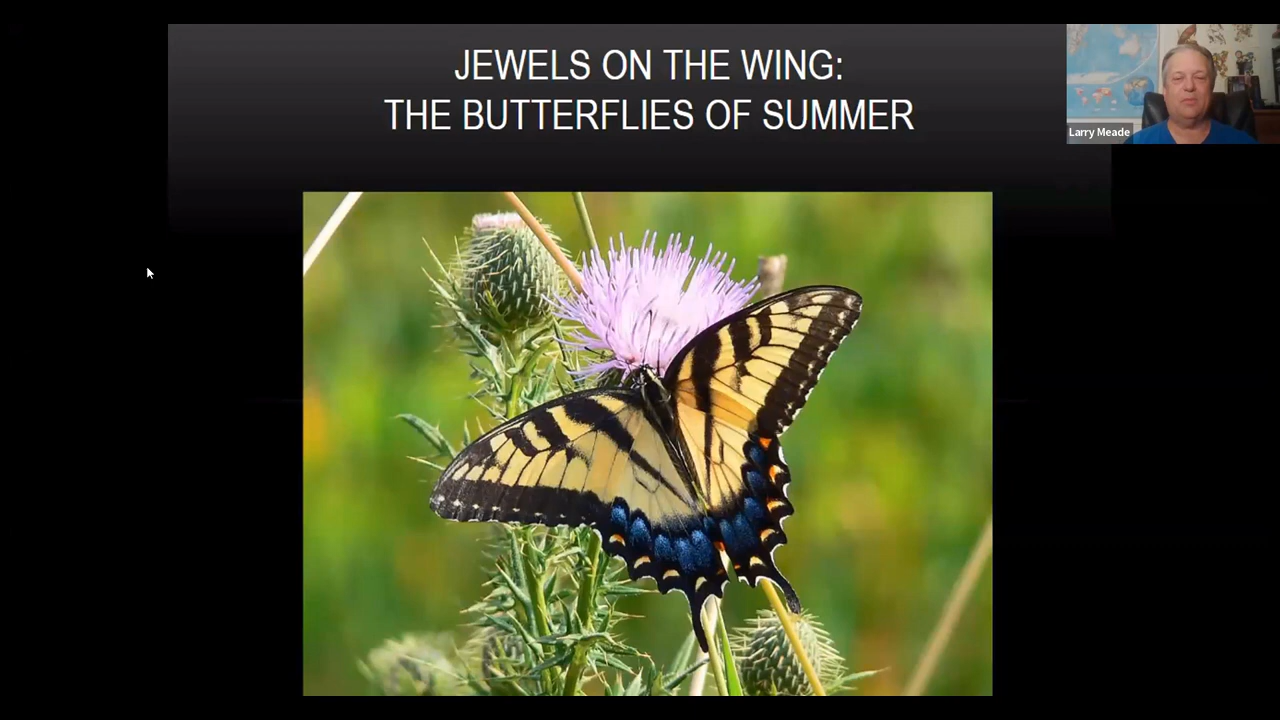 JEWELS ON THE WING:
THE BUTTERFLIES OF SUMMER
Larry Meade